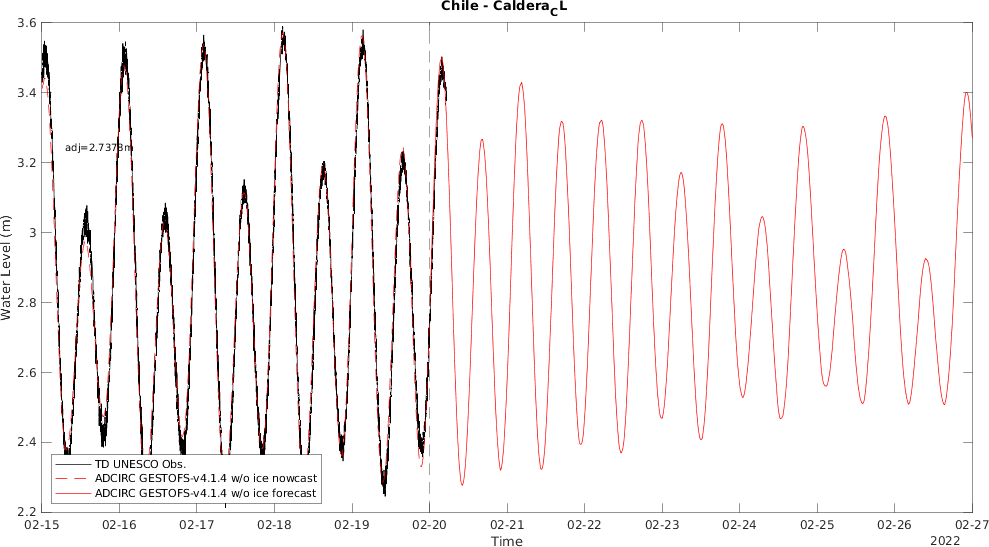 Chile - Caldera_CL
3.6
3.4
3.2
3
2.8
2.6
2.4
2.2
Water Level (m)
adj=2.7378m
TD UNESCO Obs.
ADCIRC GESTOFS-v4.1.4 w/o ice nowcast
ADCIRC GESTOFS-v4.1.4 w/o ice forecast
02-15 02-16 02-17 02-18 02-19 02-20 02-21 02-22 02-23 02-24 02-25 02-26 02-27
Time
2022